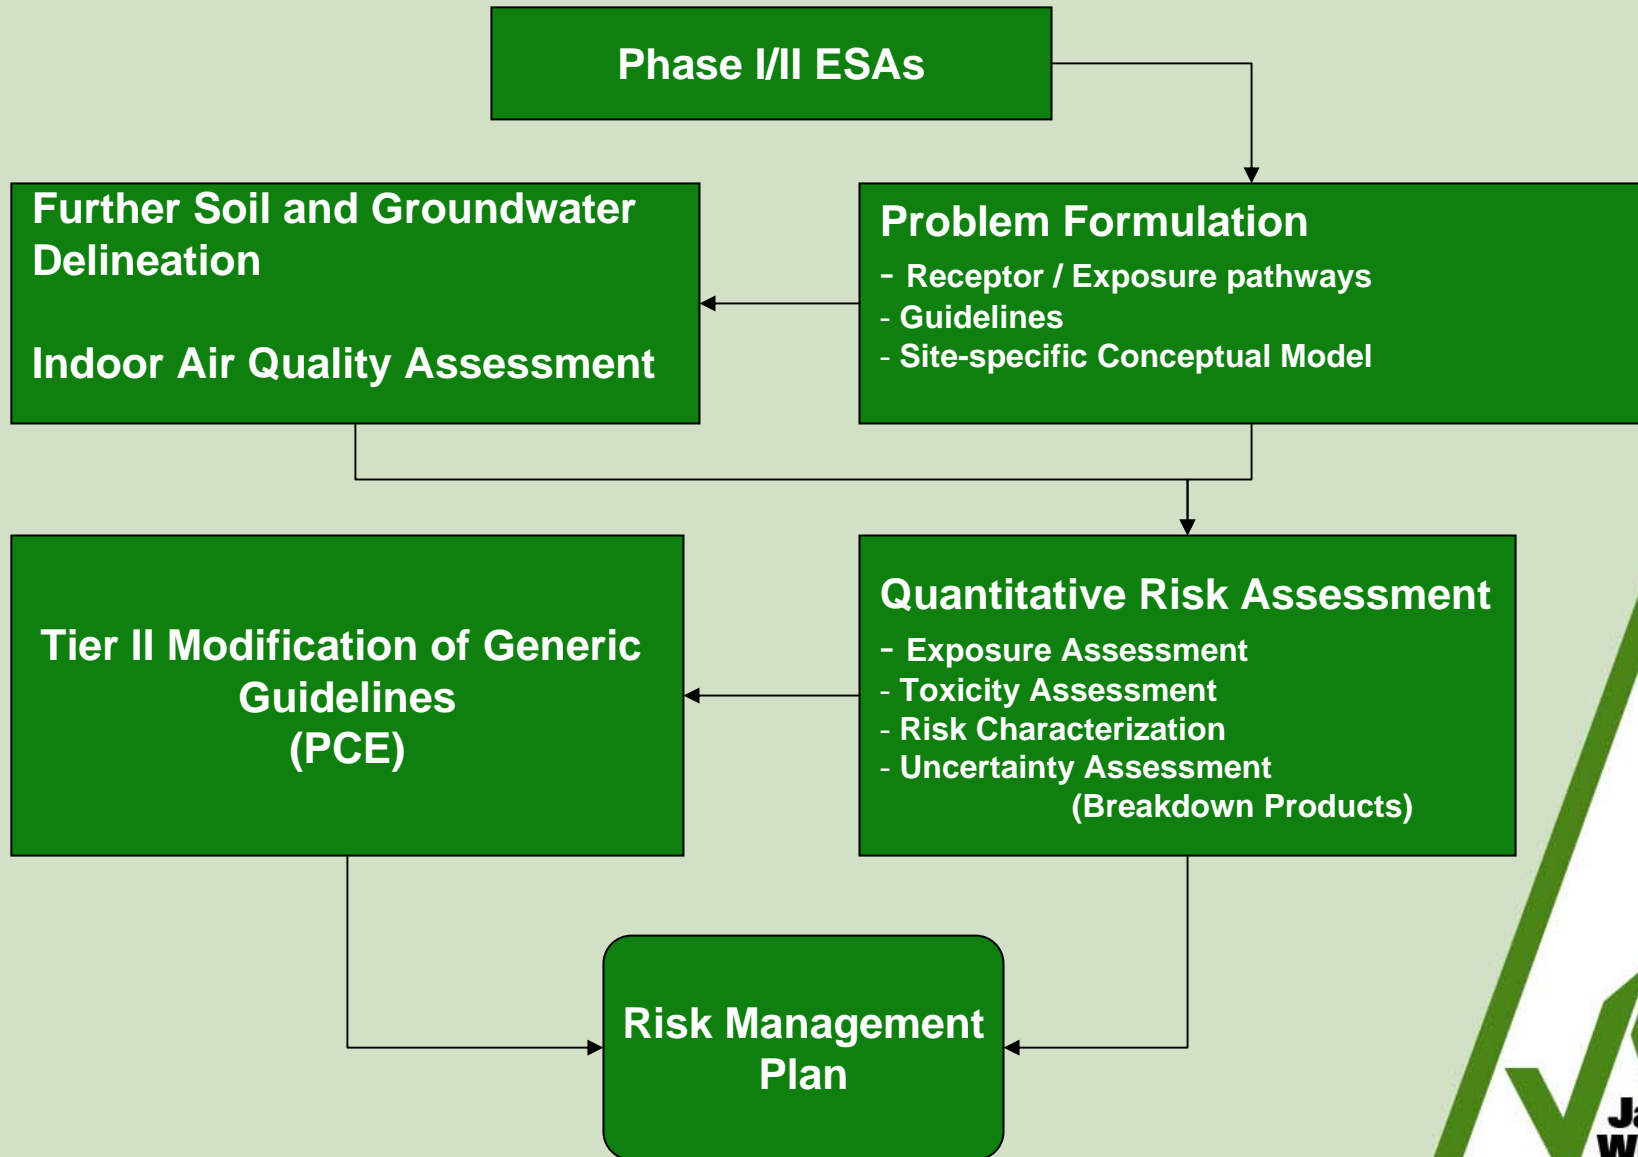 Phase I/II ESAs
Further Soil and Groundwater
Delineation
Indoor Air Quality Assessment
Problem Formulation
- Receptor / Exposure pathways
- Guidelines
- Site-specific Conceptual Model
Tier II Modification of Generic
Guidelines
(PCE)
Quantitative Risk Assessment
- Exposure Assessment
- Toxicity Assessment
- Risk Characterization
- Uncertainty Assessment
(Breakdown Products)
Risk Management
Plan